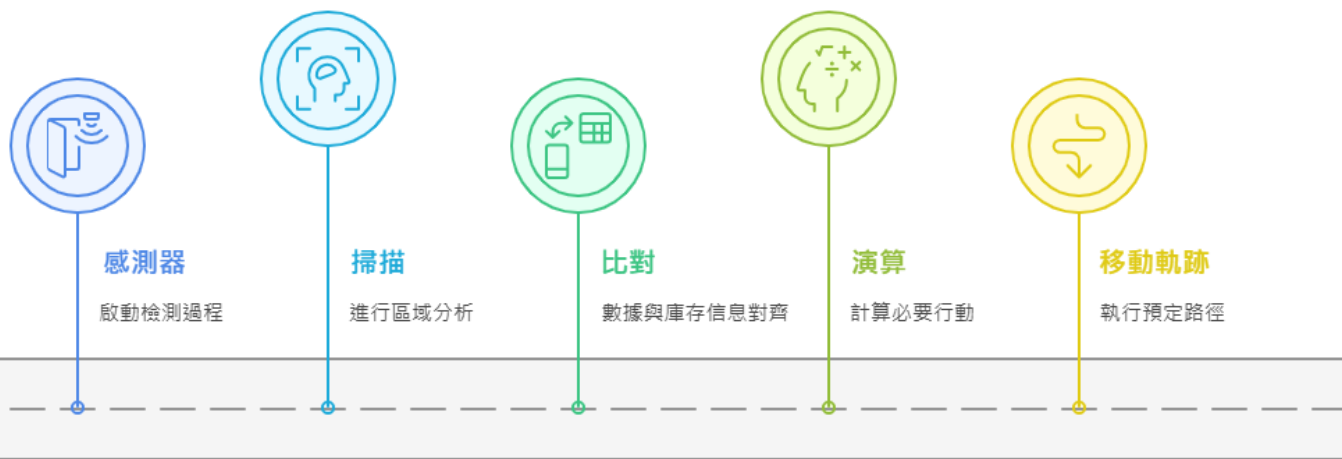 感測器
啟動檢測過程
掃描
進行區域分析
比對
數據與庫存信息對齊
演算
計算必要行動
移動軌跡
執行預定路徑